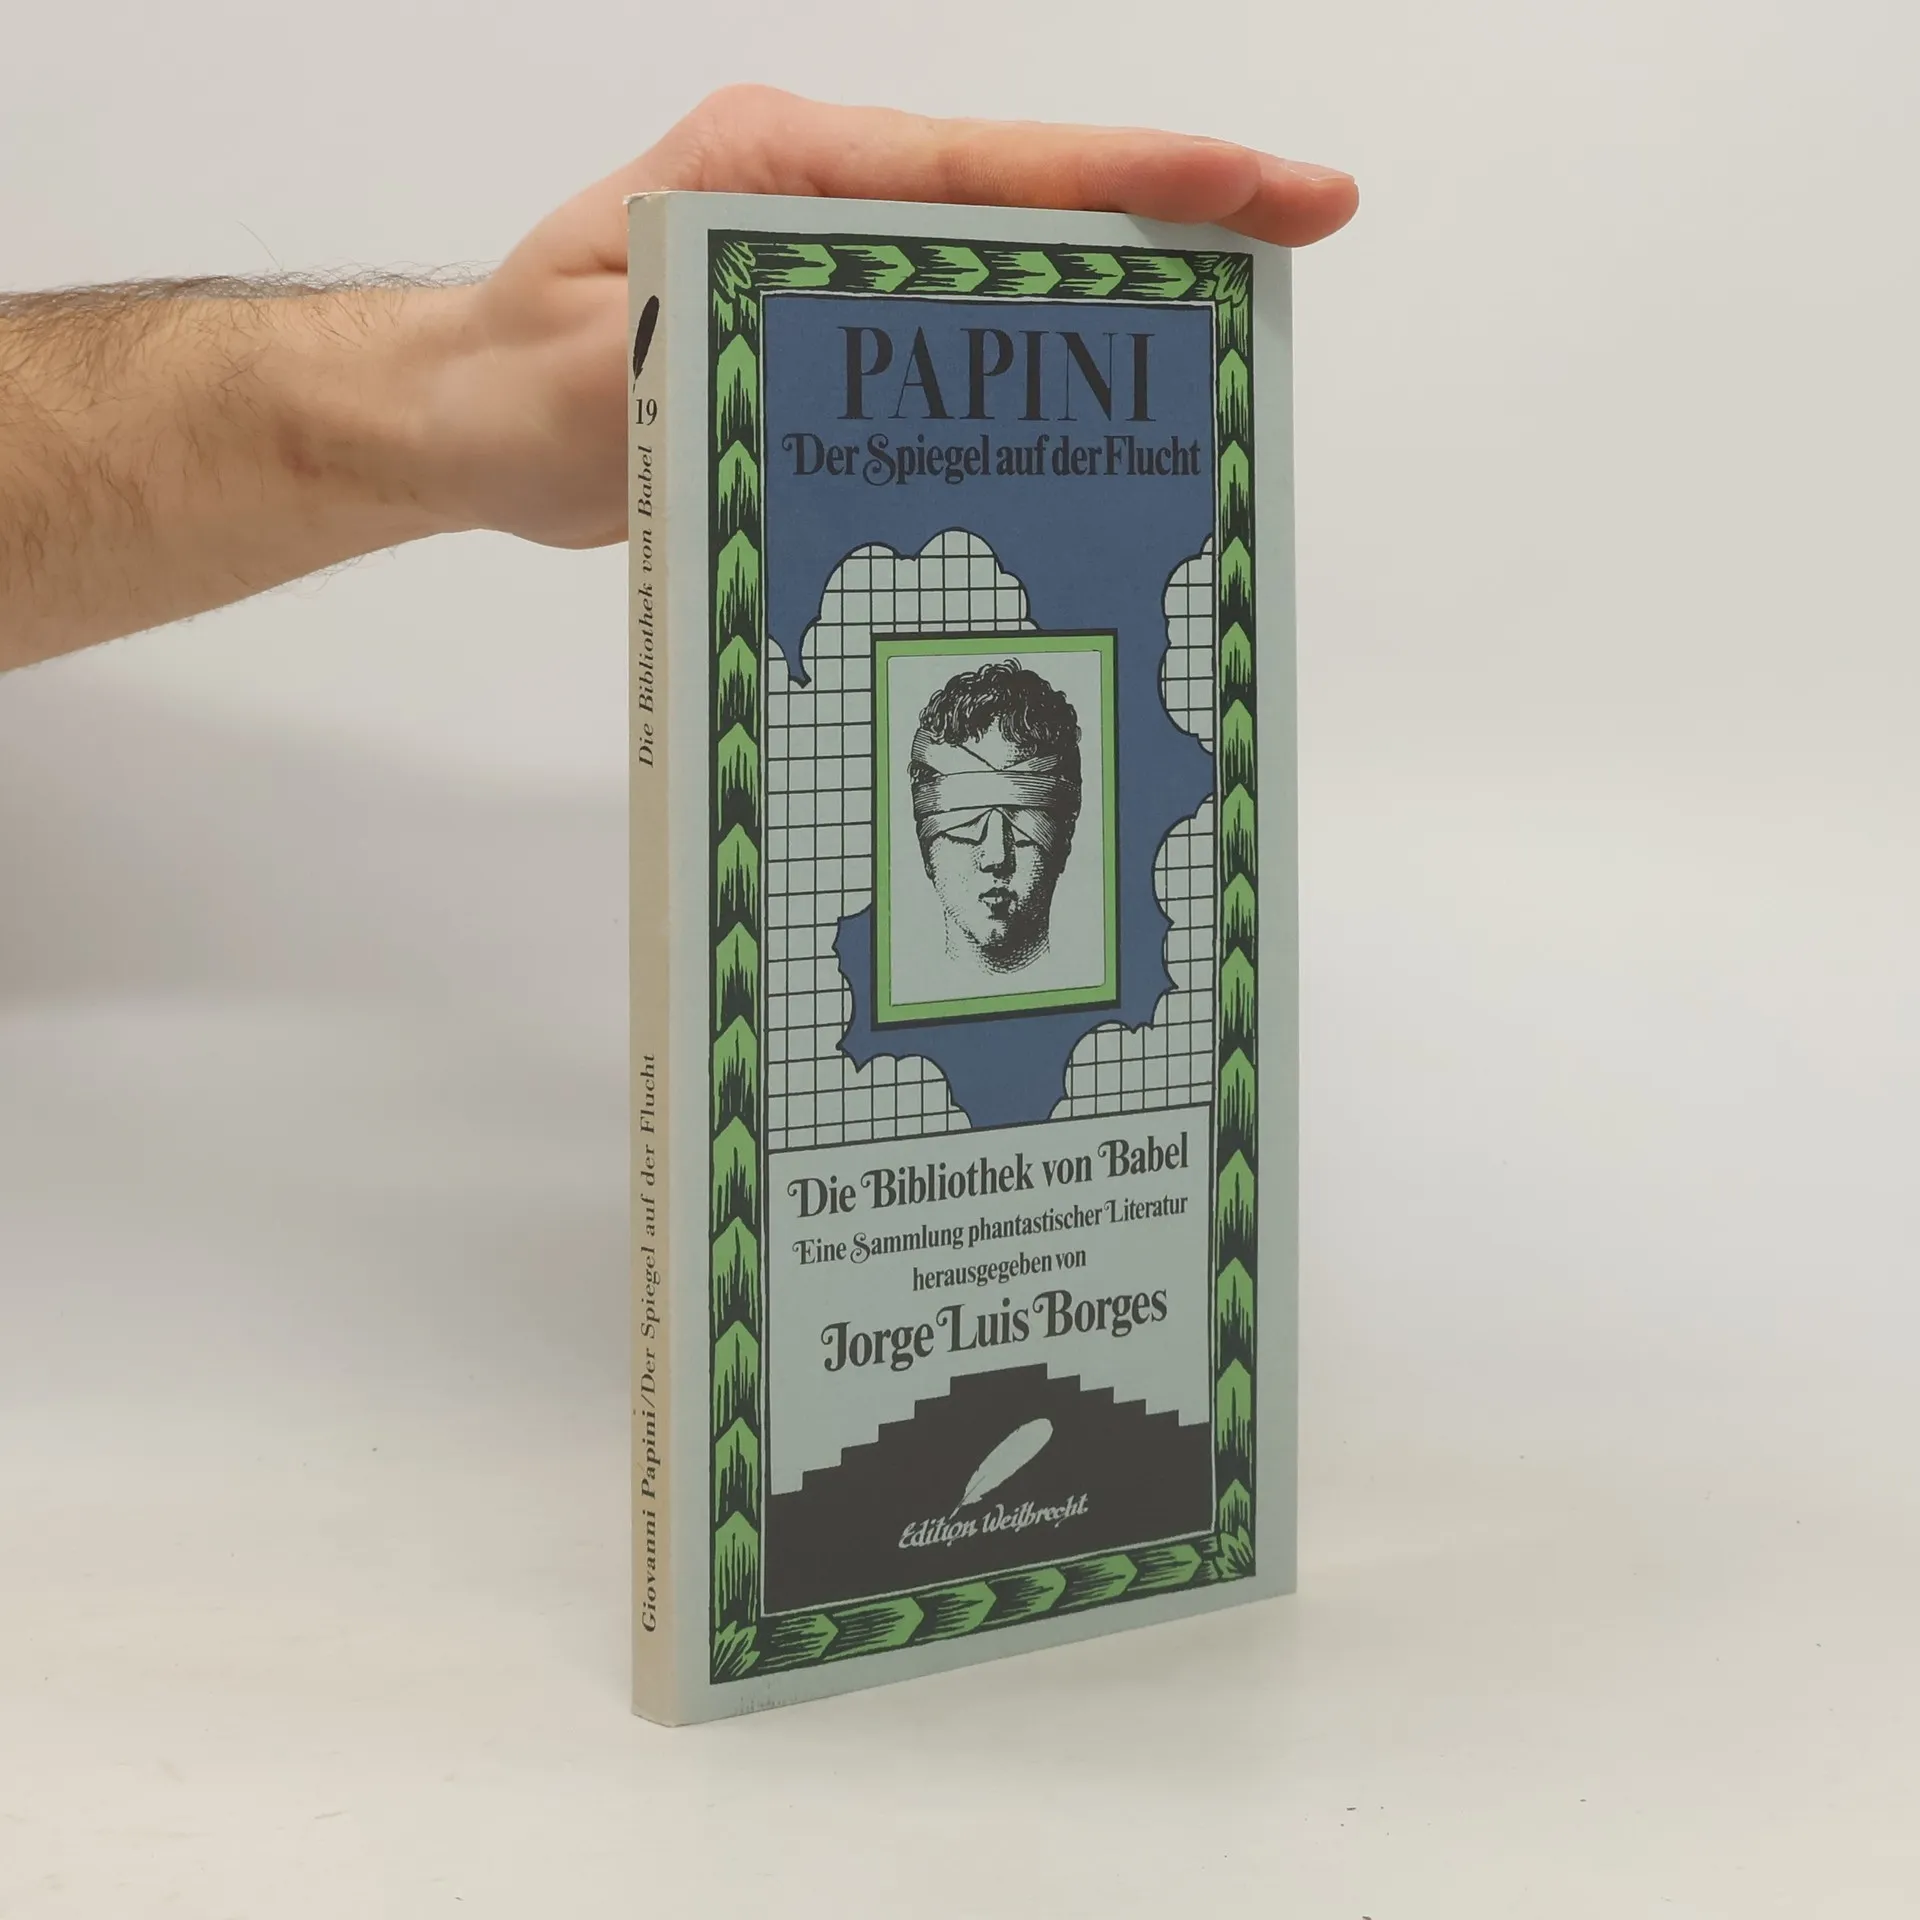 PAPINI
Der Spiegel auf der Flucht
Die Bibliothek von Babel
Eine Sammlung phantastischer Literatur
herausgegeben von
Jorge Luis Borges
Edition Weitbrecht
Giovanni Papini/Der Spiegel auf der Flucht
Die Bibliothek von Babel
19